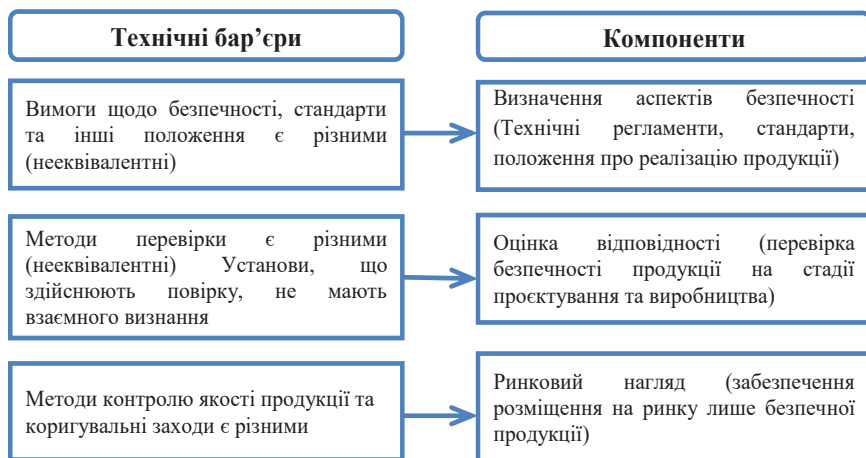 Технічні бар’єри
Компоненти
Вимоги щодо безпечності, стандарти
та інші положення є різними
(нееквівалентні)
Визначення аспектів безпечності
(Технічні регламенти, стандарти,
положення про реалізацію продукції)
Методи перевірки є різними
(нееквівалентні) Установи, що
здійснюють повірку, не мають
взаємного визнання
Оцінка відповідності (перевірка
безпечності продукції на стадії
проєктування та виробництва)
Методи контролю якості продукції та
коригувальні заходи є різними
Ринковий нагляд (забезпечення
розміщення на ринку лише безпечної
продукції)